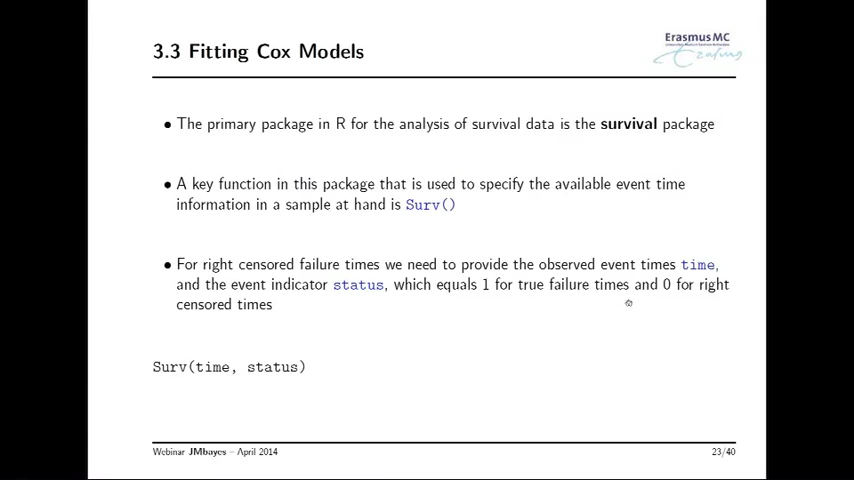 3.3 Fitting Cox Models
Erasmus MC
• The primary package in R for the analysis of survival data is the survival package
• A key function in this package that is used to specify the available event time
information in a sample at hand is Surv()
• For right censored failure times we need to provide the observed event times time,
and the event indicator status, which equals 1 for true failure times and 0 for right
censored times
Surv(time, status)
Webinar JMbayes – April 2014
23/40